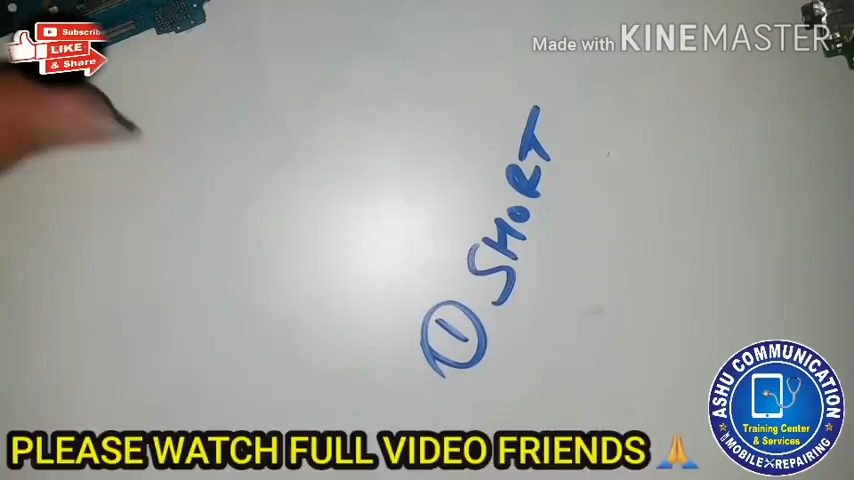 Subscribe
LIKE
& Share
Made with KINEMASTER
① SHORT
PLEASE WATCH FULL VIDEO FRIENDS 🙏
ASHU COMMUNICATION
Training Center
& Services
MOBILE REPAIRING